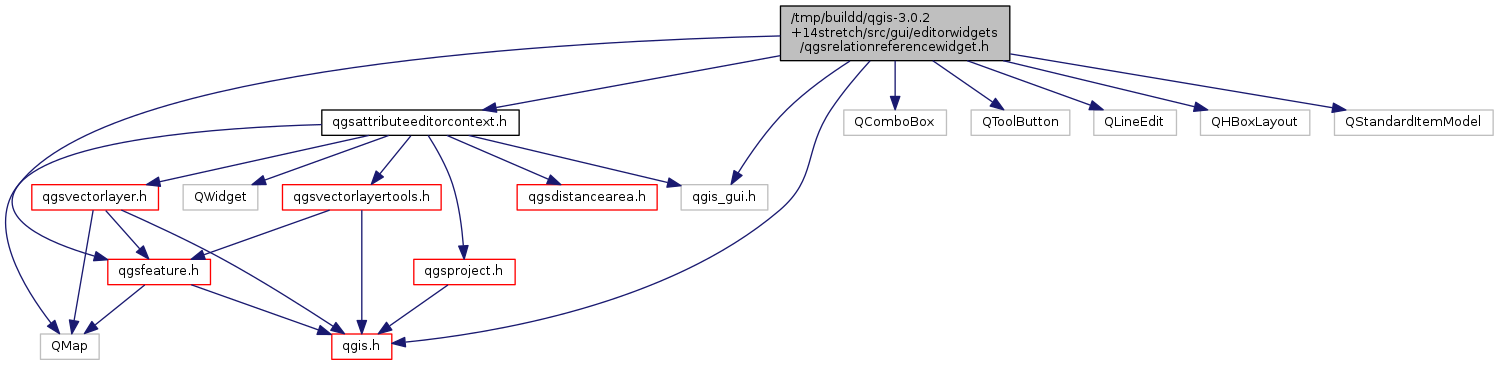 /tmp/buildd/qgis-3.0.2
+14stretch/src/gui/editorwidgets
/qgsrelationreferencewidget.h
qgsattributeeditorcontext.h
QComboBox
QToolButton
QLineEdit
QHBoxLayout
QStandardItemModel
qgsvectorlayer.h
QWidget
qgsvectorlayertools.h
qgsdistancearea.h
qgis_gui.h
qgsfeature.h
qgsproject.h
QMap
qgis.h